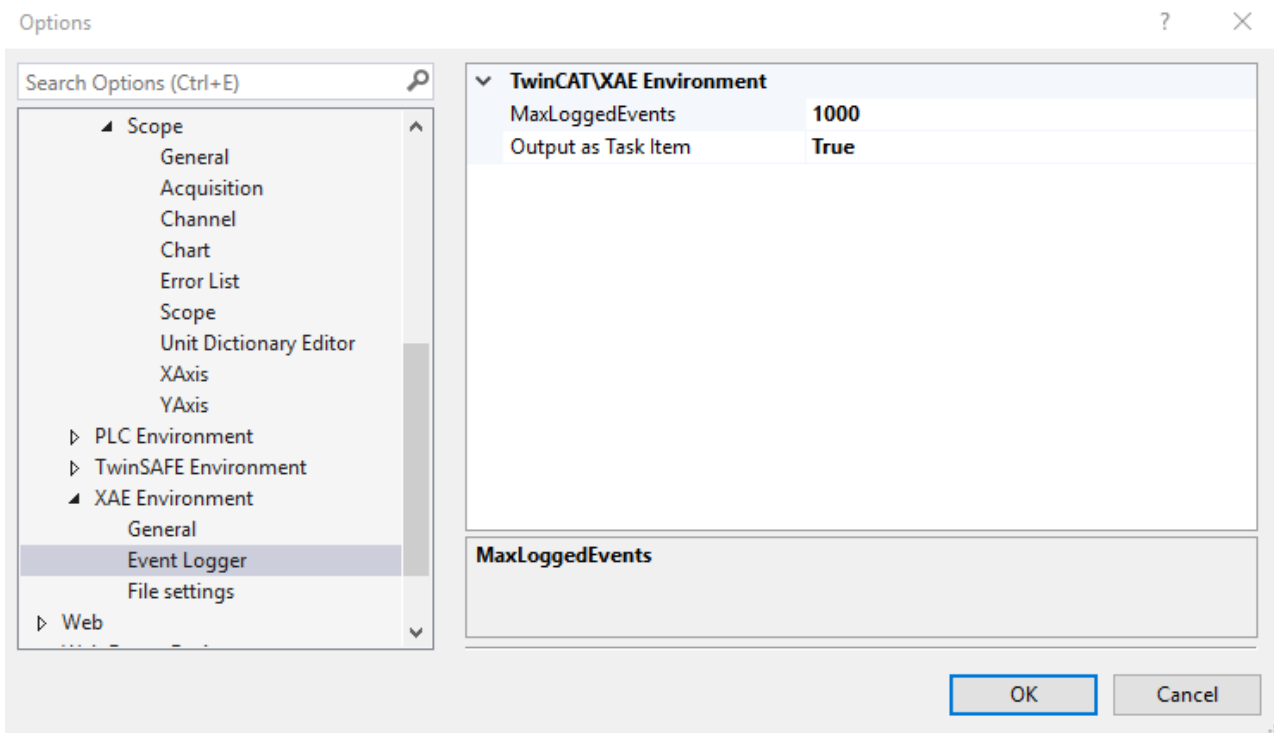 Options
Search Options (Ctrl+E)
Scope
General
Acquisition
Channel
Chart
Error List
Scope
Unit Dictionary Editor
XAxis
YAxis
PLC Environment
TwinSAFE Environment
XAE Environment
General
Event Logger
File settings
Web
TwinCAT\XAE Environment
MaxLoggedEvents 1000
Output as Task Item True
MaxLoggedEvents
OK Cancel